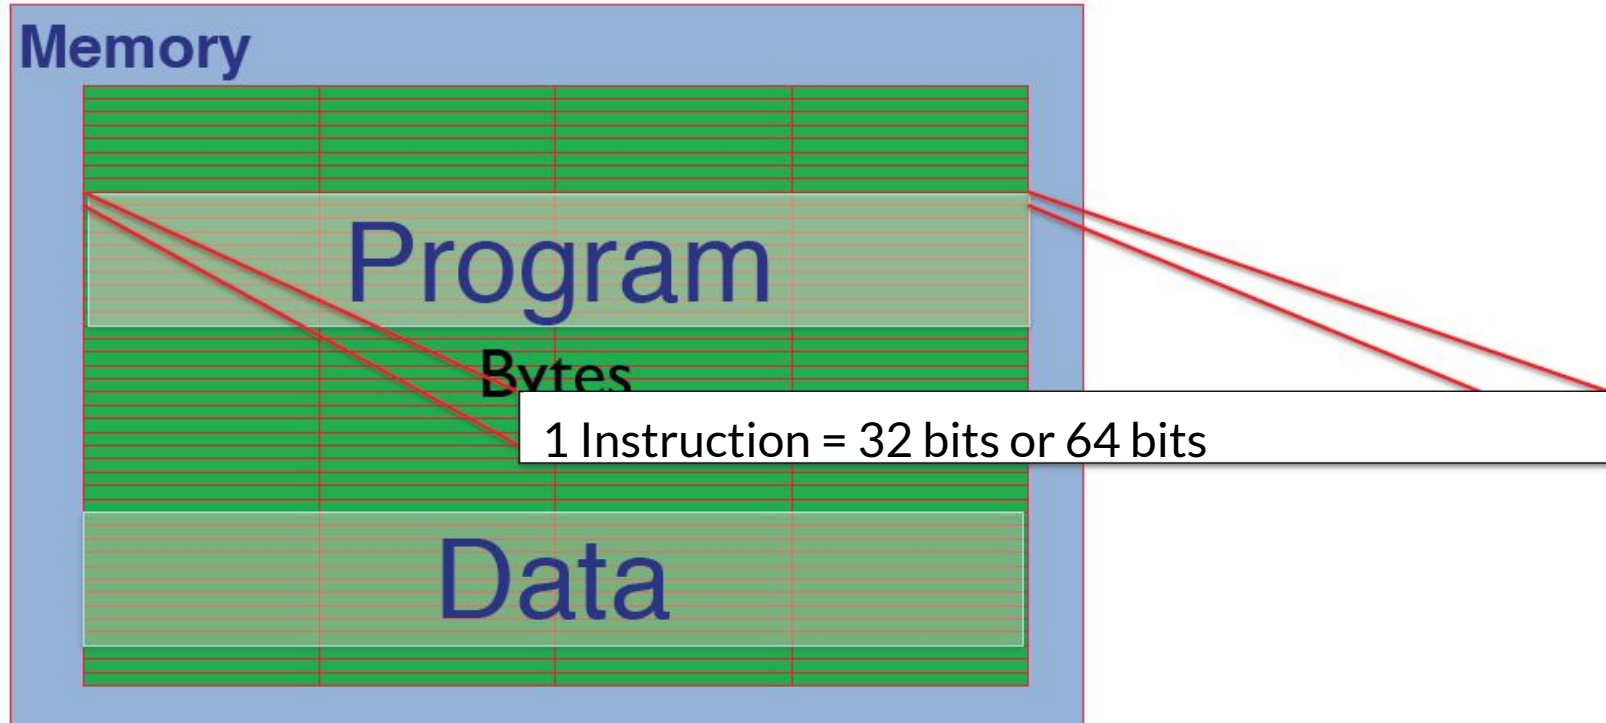 Memory
Program
Bytes
1 Instruction = 32 bits or 64 bits
Data